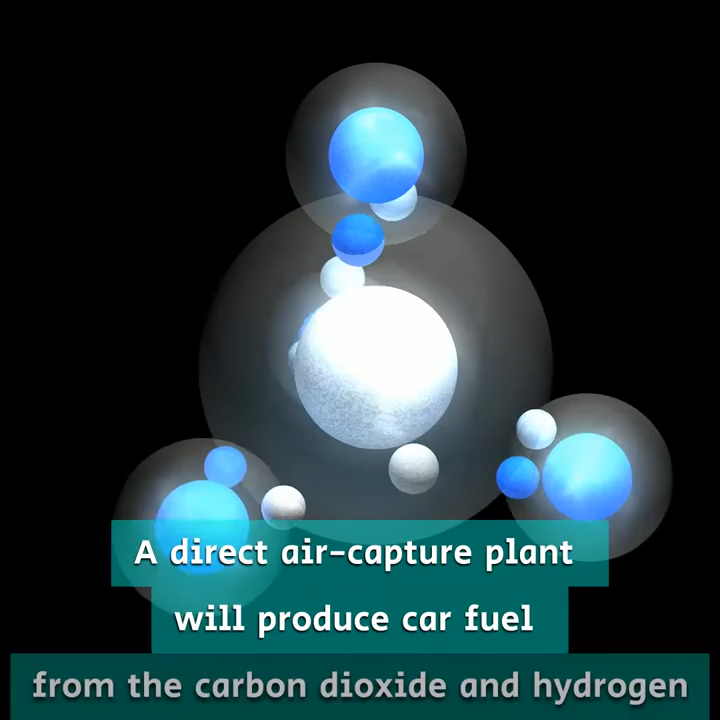 A direct air-capture plant
will produce car fuel
from the carbon dioxide and hydrogen